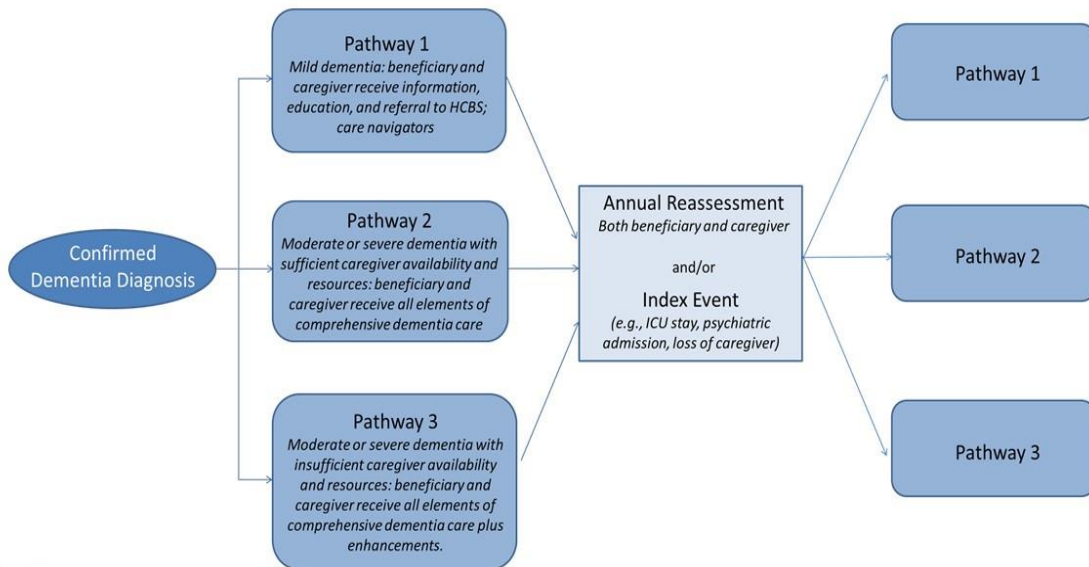 Confirmed
Dementia Diagnosis
Pathway 1
Mild dementia: beneficiary and
caregiver receive information,
education, and referral to HCBS;
care navigators
Pathway 2
Moderate or severe dementia with
sufficient caregiver availability and
resources: beneficiary and
caregiver receive all elements of
comprehensive dementia care
Pathway 3
Moderate or severe dementia with
insufficient caregiver availability
and resources: beneficiary and
caregiver receive all elements of
comprehensive dementia care plus
enhancements.
Annual Reassessment
Both beneficiary and caregiver
and/or
Index Event
(e.g., ICU stay, psychiatric
admission, loss of caregiver)
Pathway 1
Pathway 2
Pathway 3